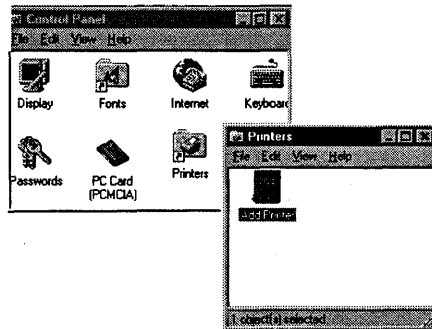 Control Panel
File Edit View Help
Display Fonts Internet Keyboard
Passwords PC Card (PCMCIA) Printers
Printers
File Edit View Help
Add Printer
1 object(s) selected